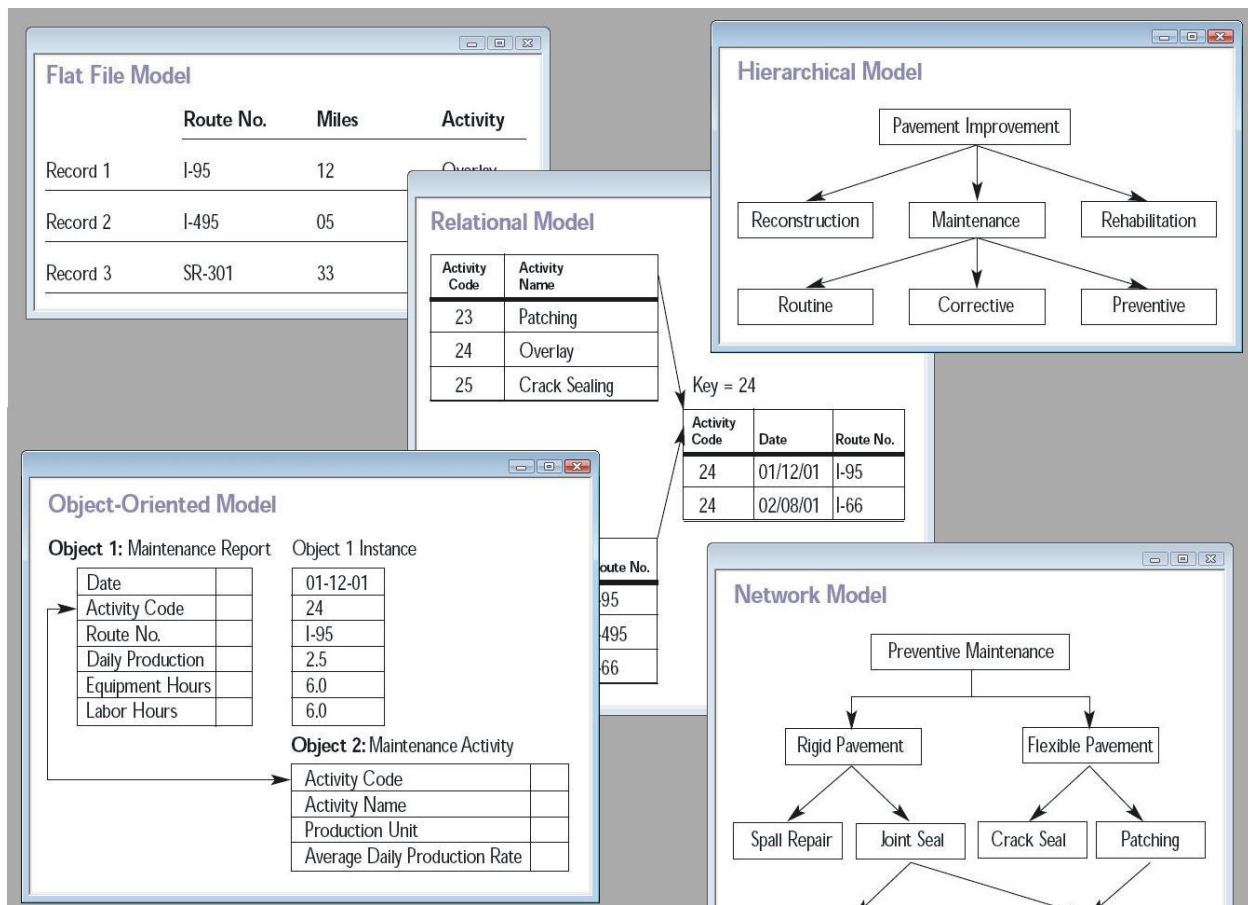 Flat File Model
Route No. Miles Activity
Record 1 I-95 12 Overlay
Record 2 I-495 05
Record 3 SR-301 33
Hierarchical Model
Pavement Improvement
Reconstruction Maintenance Rehabilitation
Routine Corrective Preventive
Relational Model
Activity Code Activity Name
23 Patching
24 Overlay
25 Crack Sealing
Key = 24
Activity Code Date Route No.
24 01/12/01 I-95
24 02/08/01 I-66
oute No.
95
495
66
Object-Oriented Model
Object 1: Maintenance Report Object 1 Instance
Date 01-12-01
Activity Code 24
Route No. I-95
Daily Production 2.5
Equipment Hours 6.0
Labor Hours 6.0
Object 2: Maintenance Activity
Activity Code
Activity Name
Production Unit
Average Daily Production Rate
Network Model
Preventive Maintenance
Rigid Pavement Flexible Pavement
Spall Repair Joint Seal Crack Seal Patching